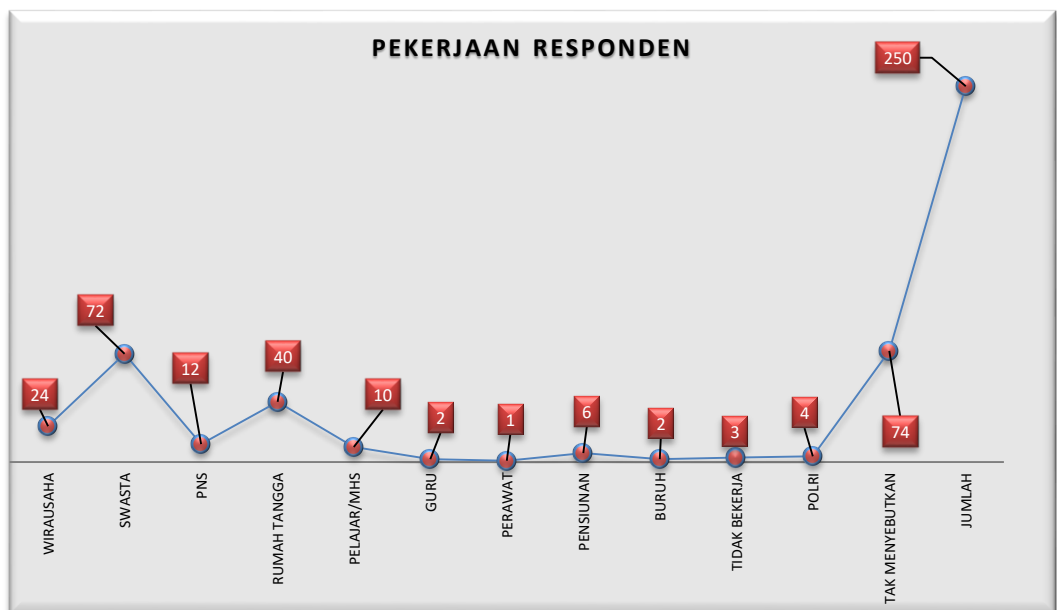 PEKERJAAN RESPONDEN
24
72
12
40
10
2
1
6
2
3
4
74
250
WIRAUSAHA
SWASTA
PNS
RUMAH TANGGA
PELAJAR/MHS
GURU
PERAWAT
PENSIUNAN
BURUH
TIDAK BEKERJA
POLRI
TAK MENYEBUTKAN
JUMLAH